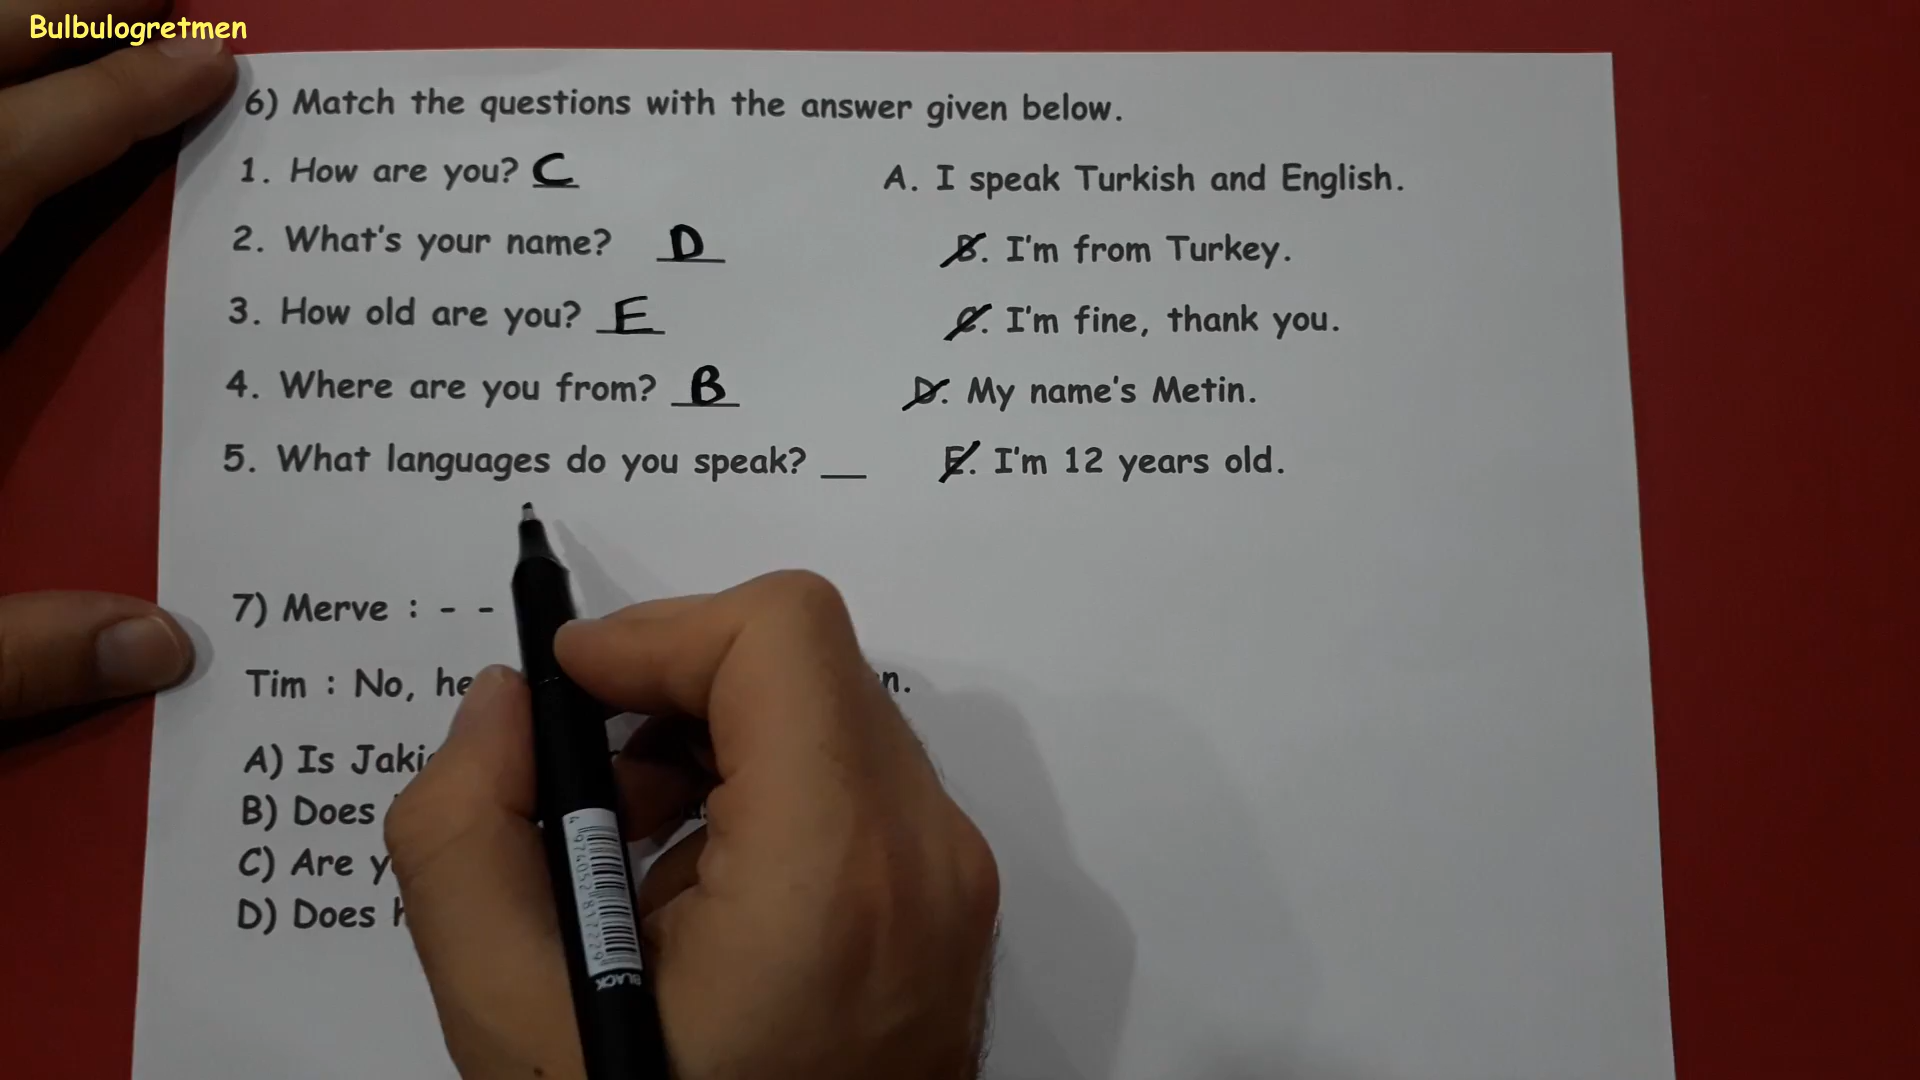 Bulbulogretmen
6) Match the questions with the answer given below.
1. How are you? C
A. I speak Turkish and English.
2. What's your name? D
B. I'm from Turkey.
3. How old are you? E
C. I'm fine, thank you.
4. Where are you from? B
D. My name's Metin.
5. What languages do you speak? __
E. I'm 12 years old.
7) Merve : - -
Tim : No, he
A) Is
B) Does
C) Are
D) Does
BLACK